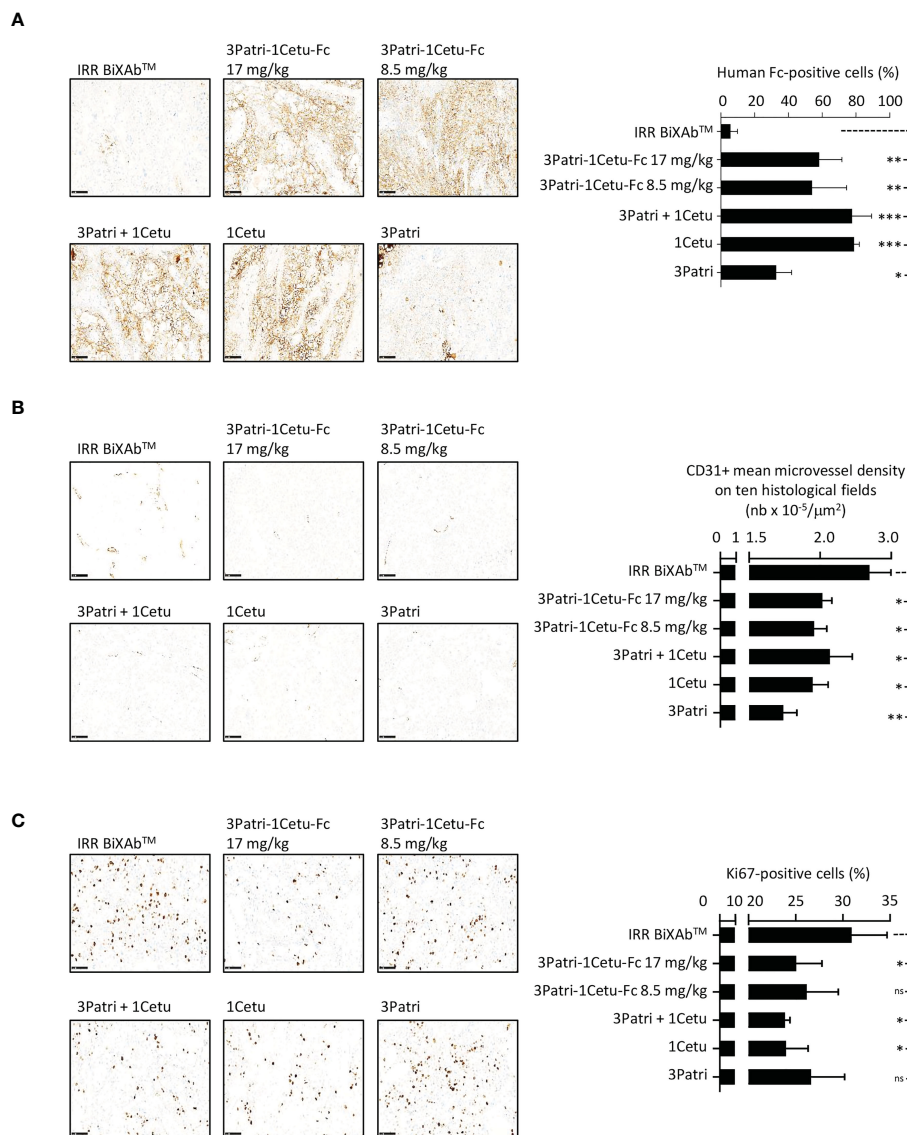 A
IRR BiXAb™
3Patri-1Cetu-Fc
17 mg/kg
3Patri-1Cetu-Fc
8.5 mg/kg
3Patri + 1Cetu
1Cetu
3Patri
Human Fc-positive cells (%)
0 20 40 60 80 100
IRR BiXAb™
3Patri-1Cetu-Fc 17 mg/kg
**
3Patri-1Cetu-Fc 8.5 mg/kg
**
3Patri + 1Cetu
***
1Cetu
***
3Patri
*
B
IRR BiXAb™
3Patri-1Cetu-Fc
17 mg/kg
3Patri-1Cetu-Fc
8.5 mg/kg
3Patri + 1Cetu
1Cetu
3Patri
CD31+ mean microvessel density
on ten histological fields
(nb x 10⁻⁵/μm²)
0 1 1.5 2.0 3.0
IRR BiXAb™
3Patri-1Cetu-Fc 17 mg/kg
*
3Patri-1Cetu-Fc 8.5 mg/kg
*
3Patri + 1Cetu
*
1Cetu
*
3Patri
**
C
IRR BiXAb™
3Patri-1Cetu-Fc
17 mg/kg
3Patri-1Cetu-Fc
8.5 mg/kg
3Patri + 1Cetu
1Cetu
3Patri
Ki67-positive cells (%)
0 10 20 25 30 35
IRR BiXAb™
3Patri-1Cetu-Fc 17 mg/kg
*
3Patri-1Cetu-Fc 8.5 mg/kg
ns
3Patri + 1Cetu
*
1Cetu
*
3Patri
ns